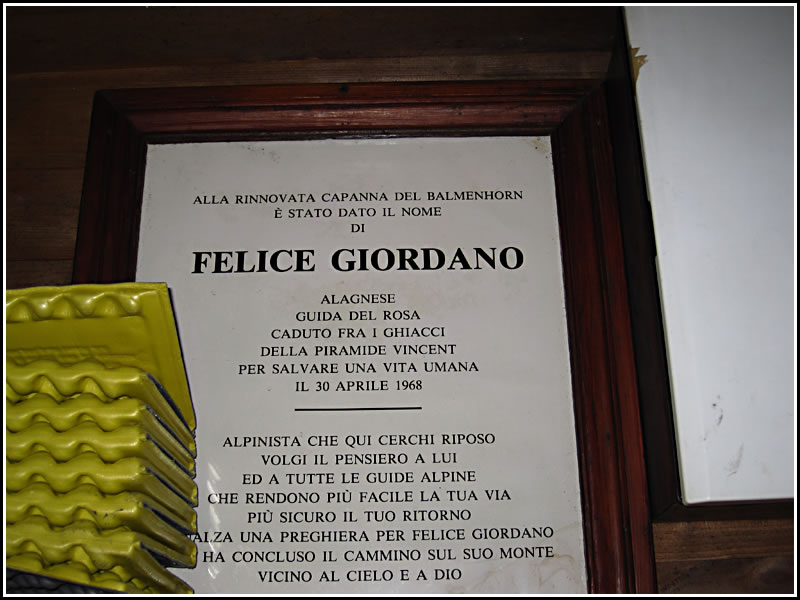 ALLA RINNOVATA CAPANNA DEL BALMENHORN
È STATO DATO IL NOME
DI
FELICE GIORDANO
ALAGNESE
GUIDA DEL ROSA
CADUTO FRA I GHIACCI
DELLA PIRAMIDE VINCENT
PER SALVARE UNA VITA UMANA
IL 30 APRILE 1968
ALPINISTA CHE QUI CERCHI RIPOSO
VOLGI IL PENSIERO A LUI
ED A TUTTE LE GUIDE ALPINE
CHE RENDONO PIÙ FACILE LA TUA VIA
PIÙ SICURO IL TUO RITORNO
UNA PREGHIERA PER FELICE GIORDANO
HA CONCLUSO IL CAMMINO SUL SUO MONTE
VICINO AL CIELO E A DIO